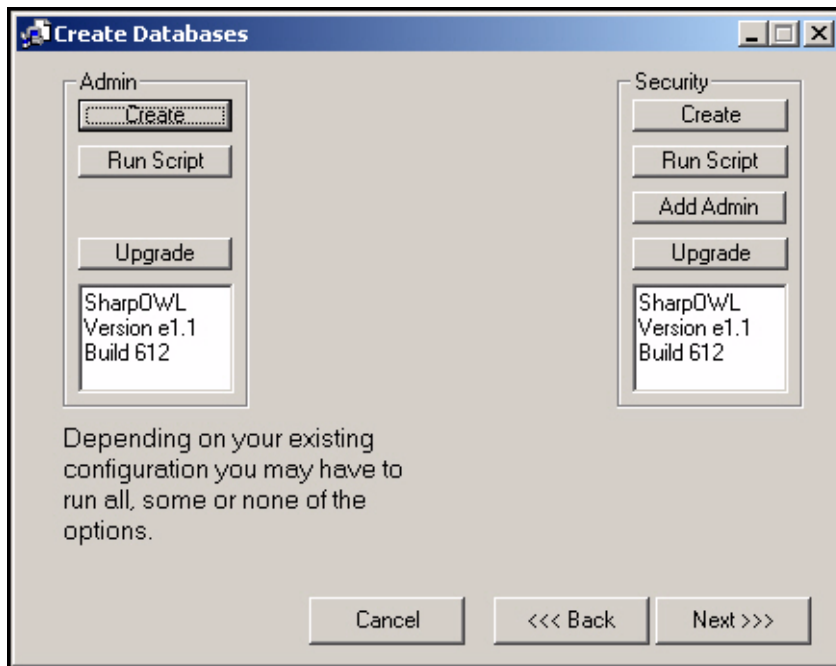 Create Databases
Admin
Create
Run Script
Upgrade
SharpOWL
Version e1.1
Build 612
Security
Create
Run Script
Add Admin
Upgrade
SharpOWL
Version e1.1
Build 612
Depending on your existing
configuration you may have to
run all, some or none of the
options.
Cancel
<<< Back
Next >>>